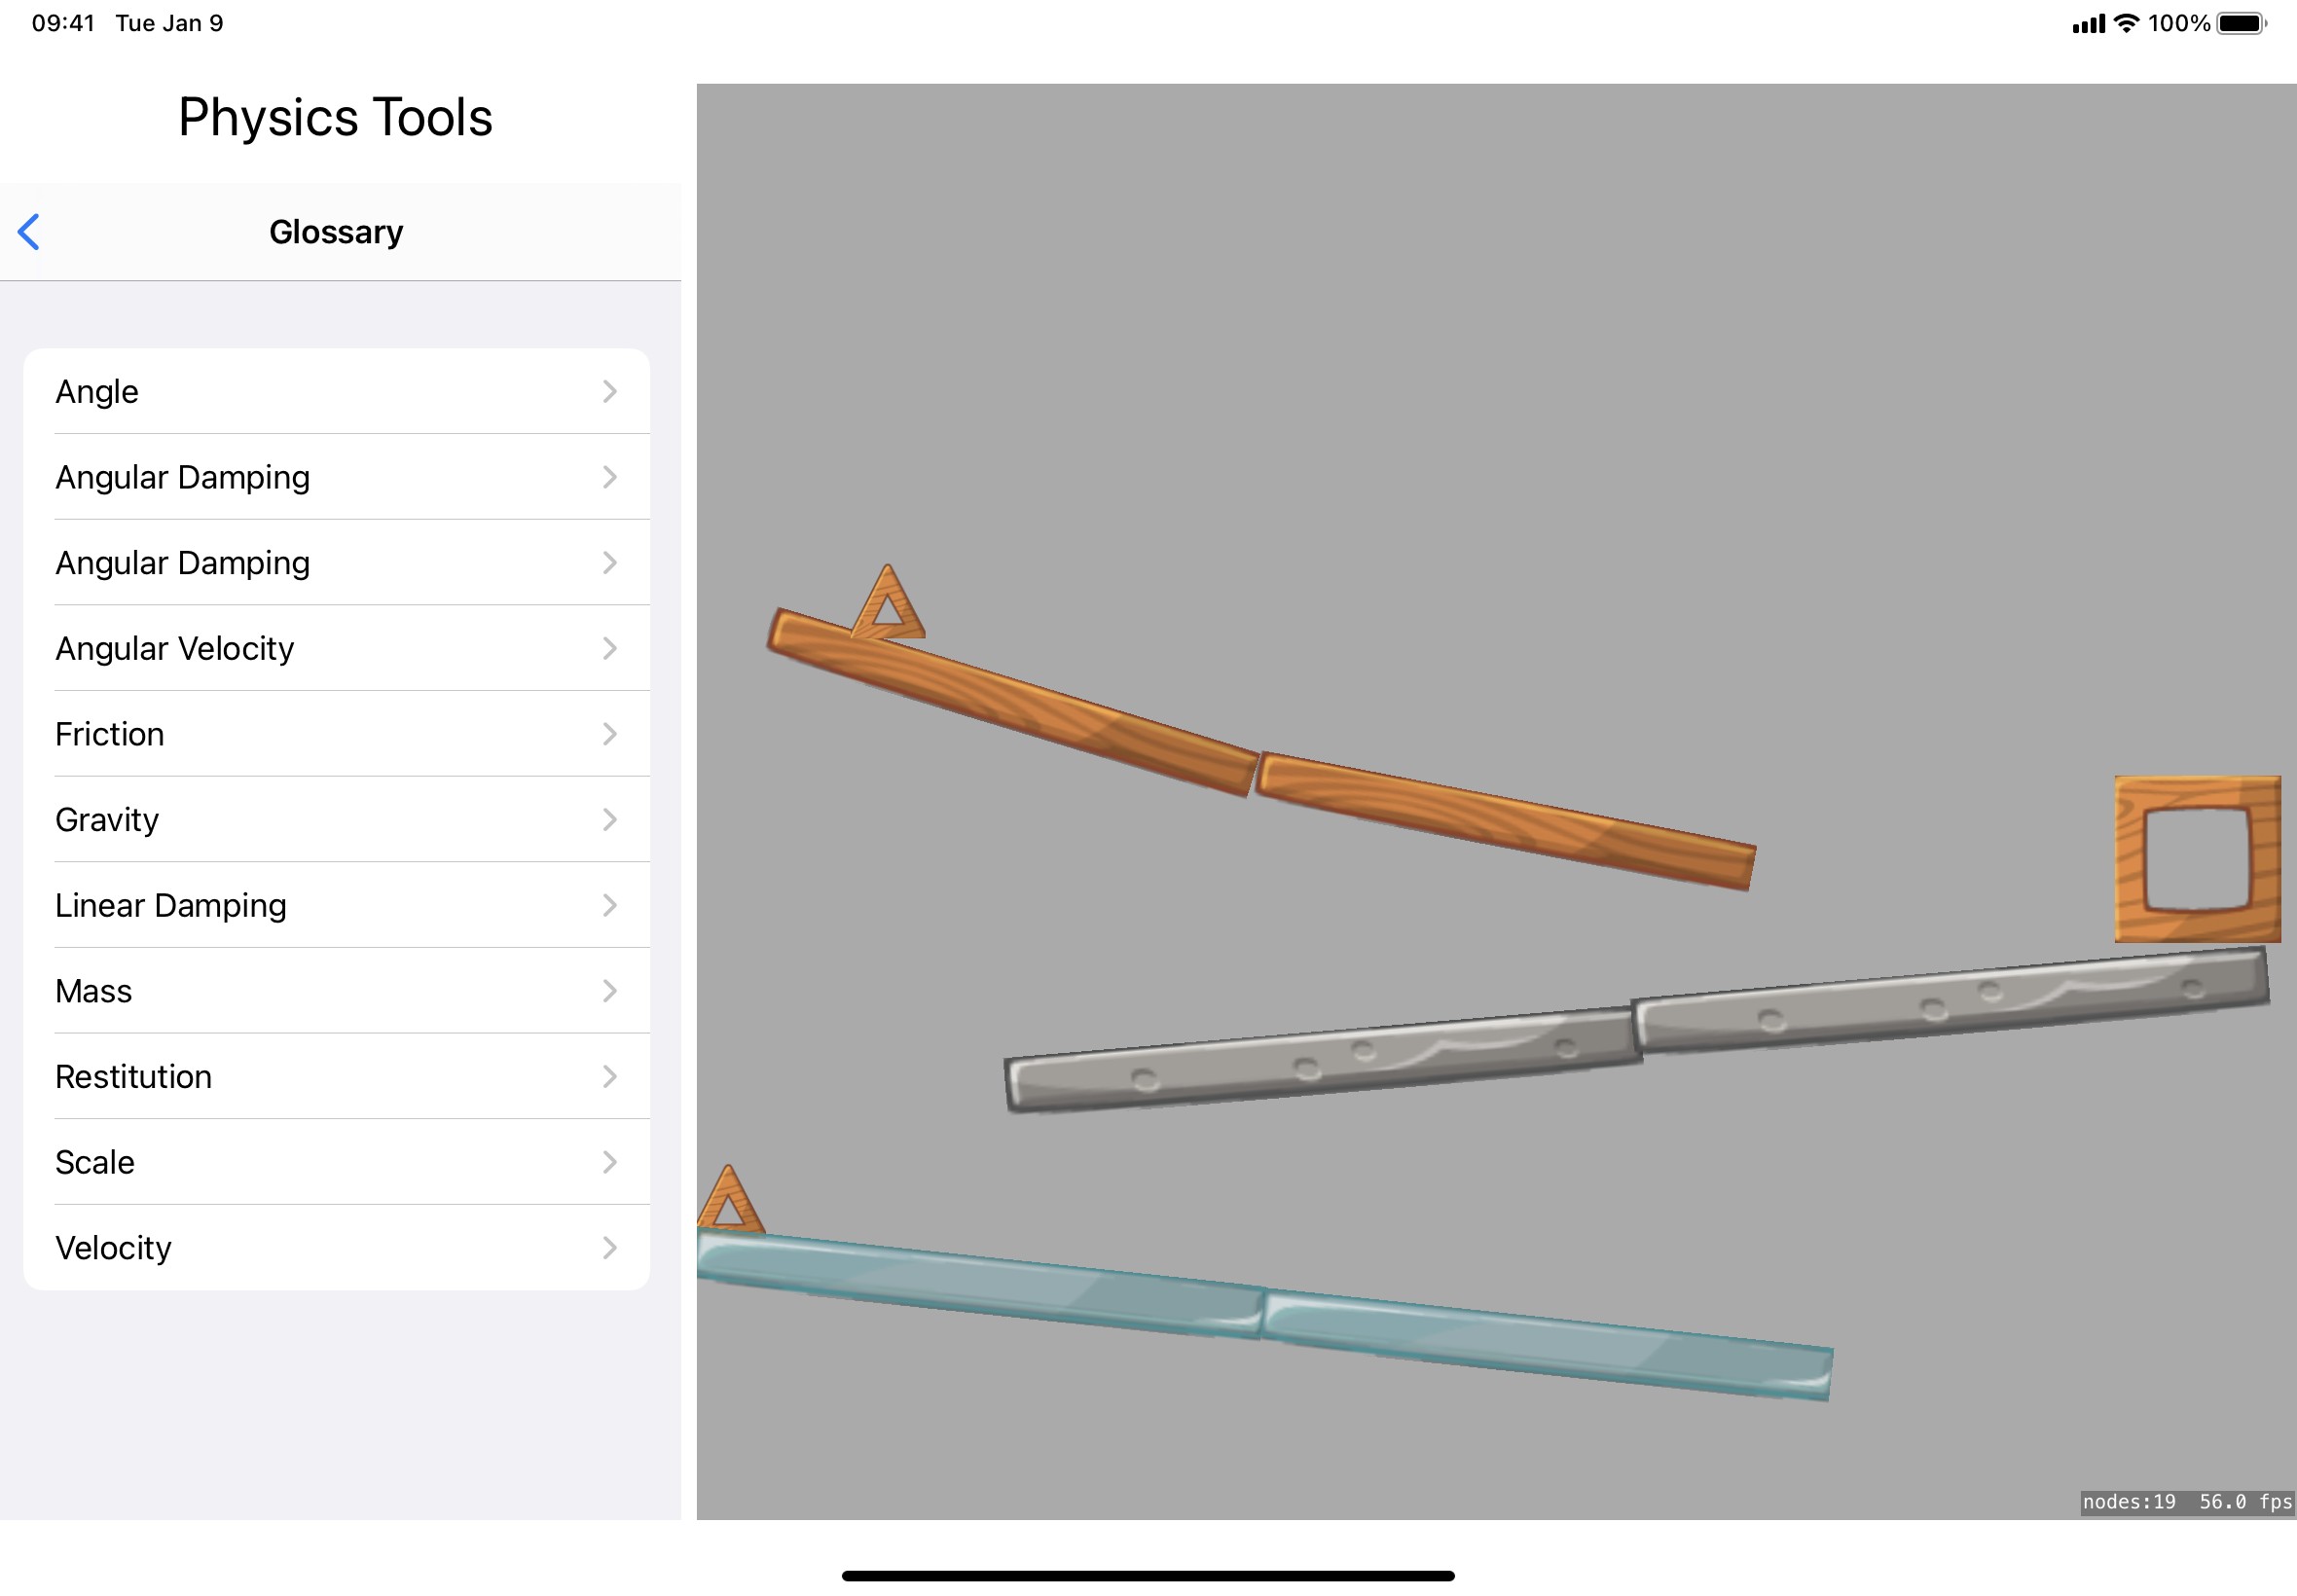 09:41 Tue Jan 9 100%
Physics Tools
Glossary
Angle
Angular Damping
Angular Damping
Angular Velocity
Friction
Gravity
Linear Damping
Mass
Restitution
Scale
Velocity
nodes:19 56.0 fps